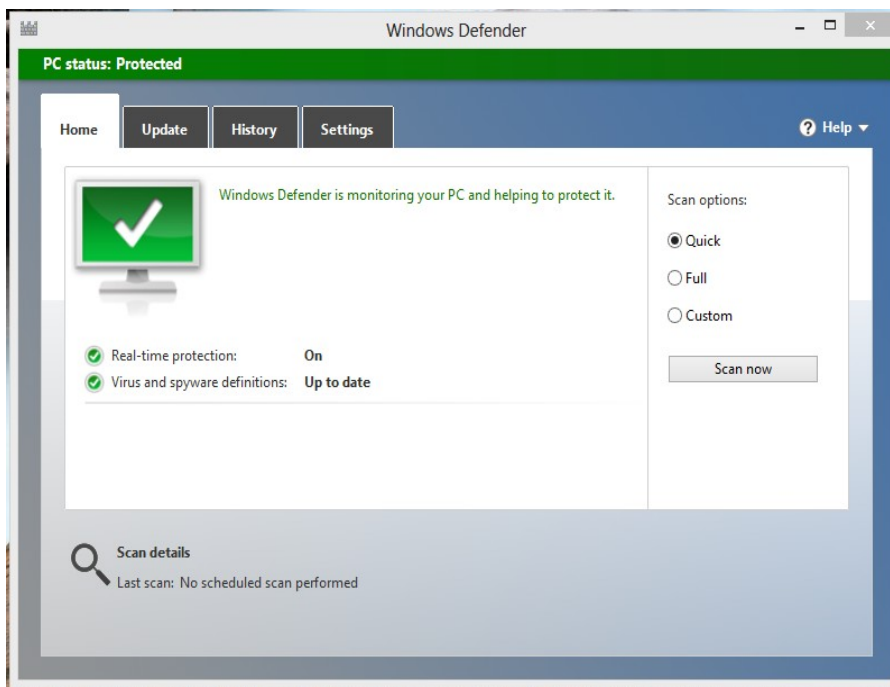 Windows Defender
PC status: Protected
Home
Update
History
Settings
? Help
Windows Defender is monitoring your PC and helping to protect it.
Real-time protection: On
Virus and spyware definitions: Up to date
Scan options:
Quick
Full
Custom
Scan now
Scan details
Last scan: No scheduled scan performed